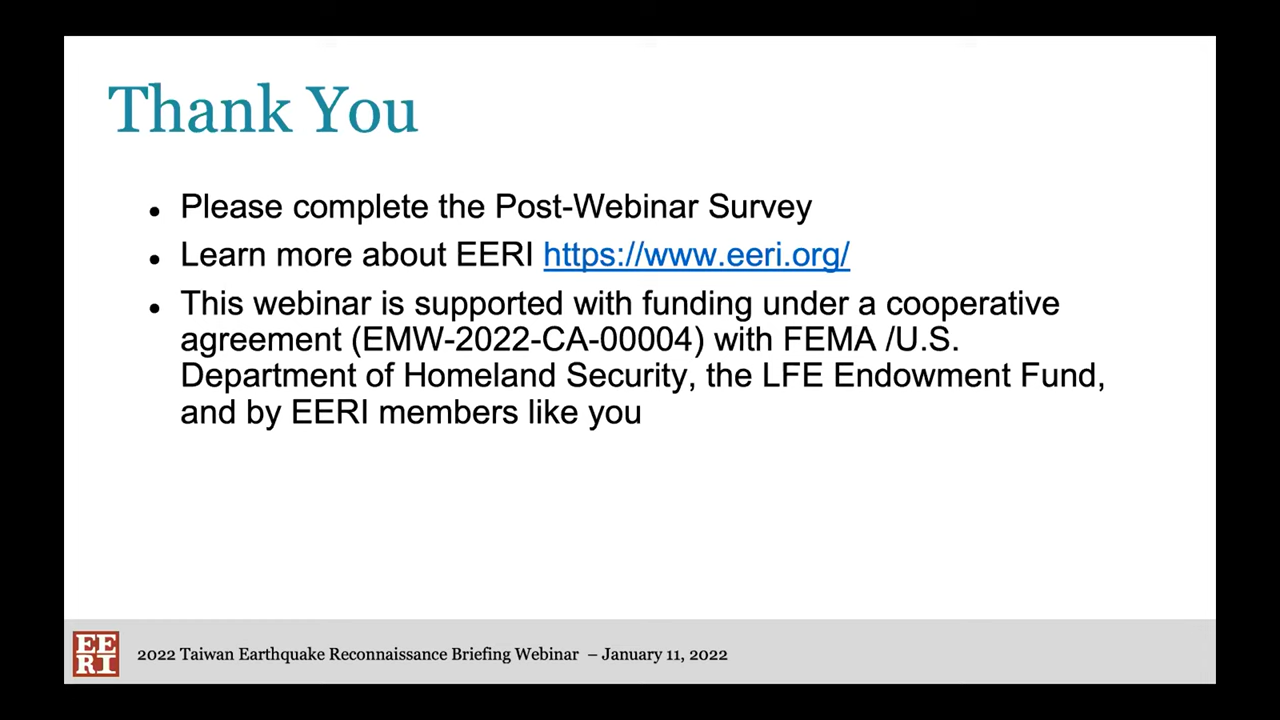 Thank You
• Please complete the Post-Webinar Survey
• Learn more about EERI https://www.eeri.org/
• This webinar is supported with funding under a cooperative
agreement (EMW-2022-CA-00004) with FEMA /U.S.
Department of Homeland Security, the LFE Endowment Fund,
and by EERI members like you
EE
RI
2022 Taiwan Earthquake Reconnaissance Briefing Webinar – January 11, 2022